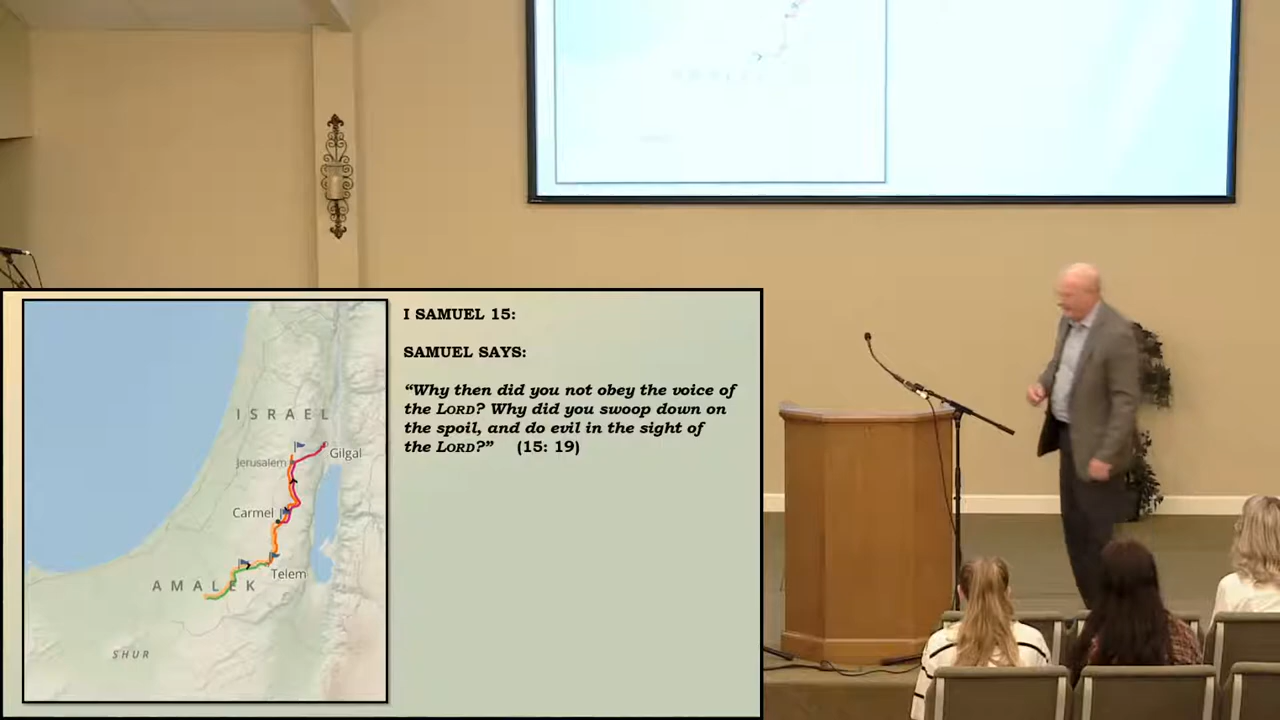 I SAMUEL 15:
SAMUEL SAYS:
“Why then did you not obey the voice of
the LORD? Why did you swoop down on
the spoil, and do evil in the sight of
the LORD?” (15: 19)
ISRAEL
Jerusalem
Gilgal
Carmel
Telem
AMALEK
SHUR